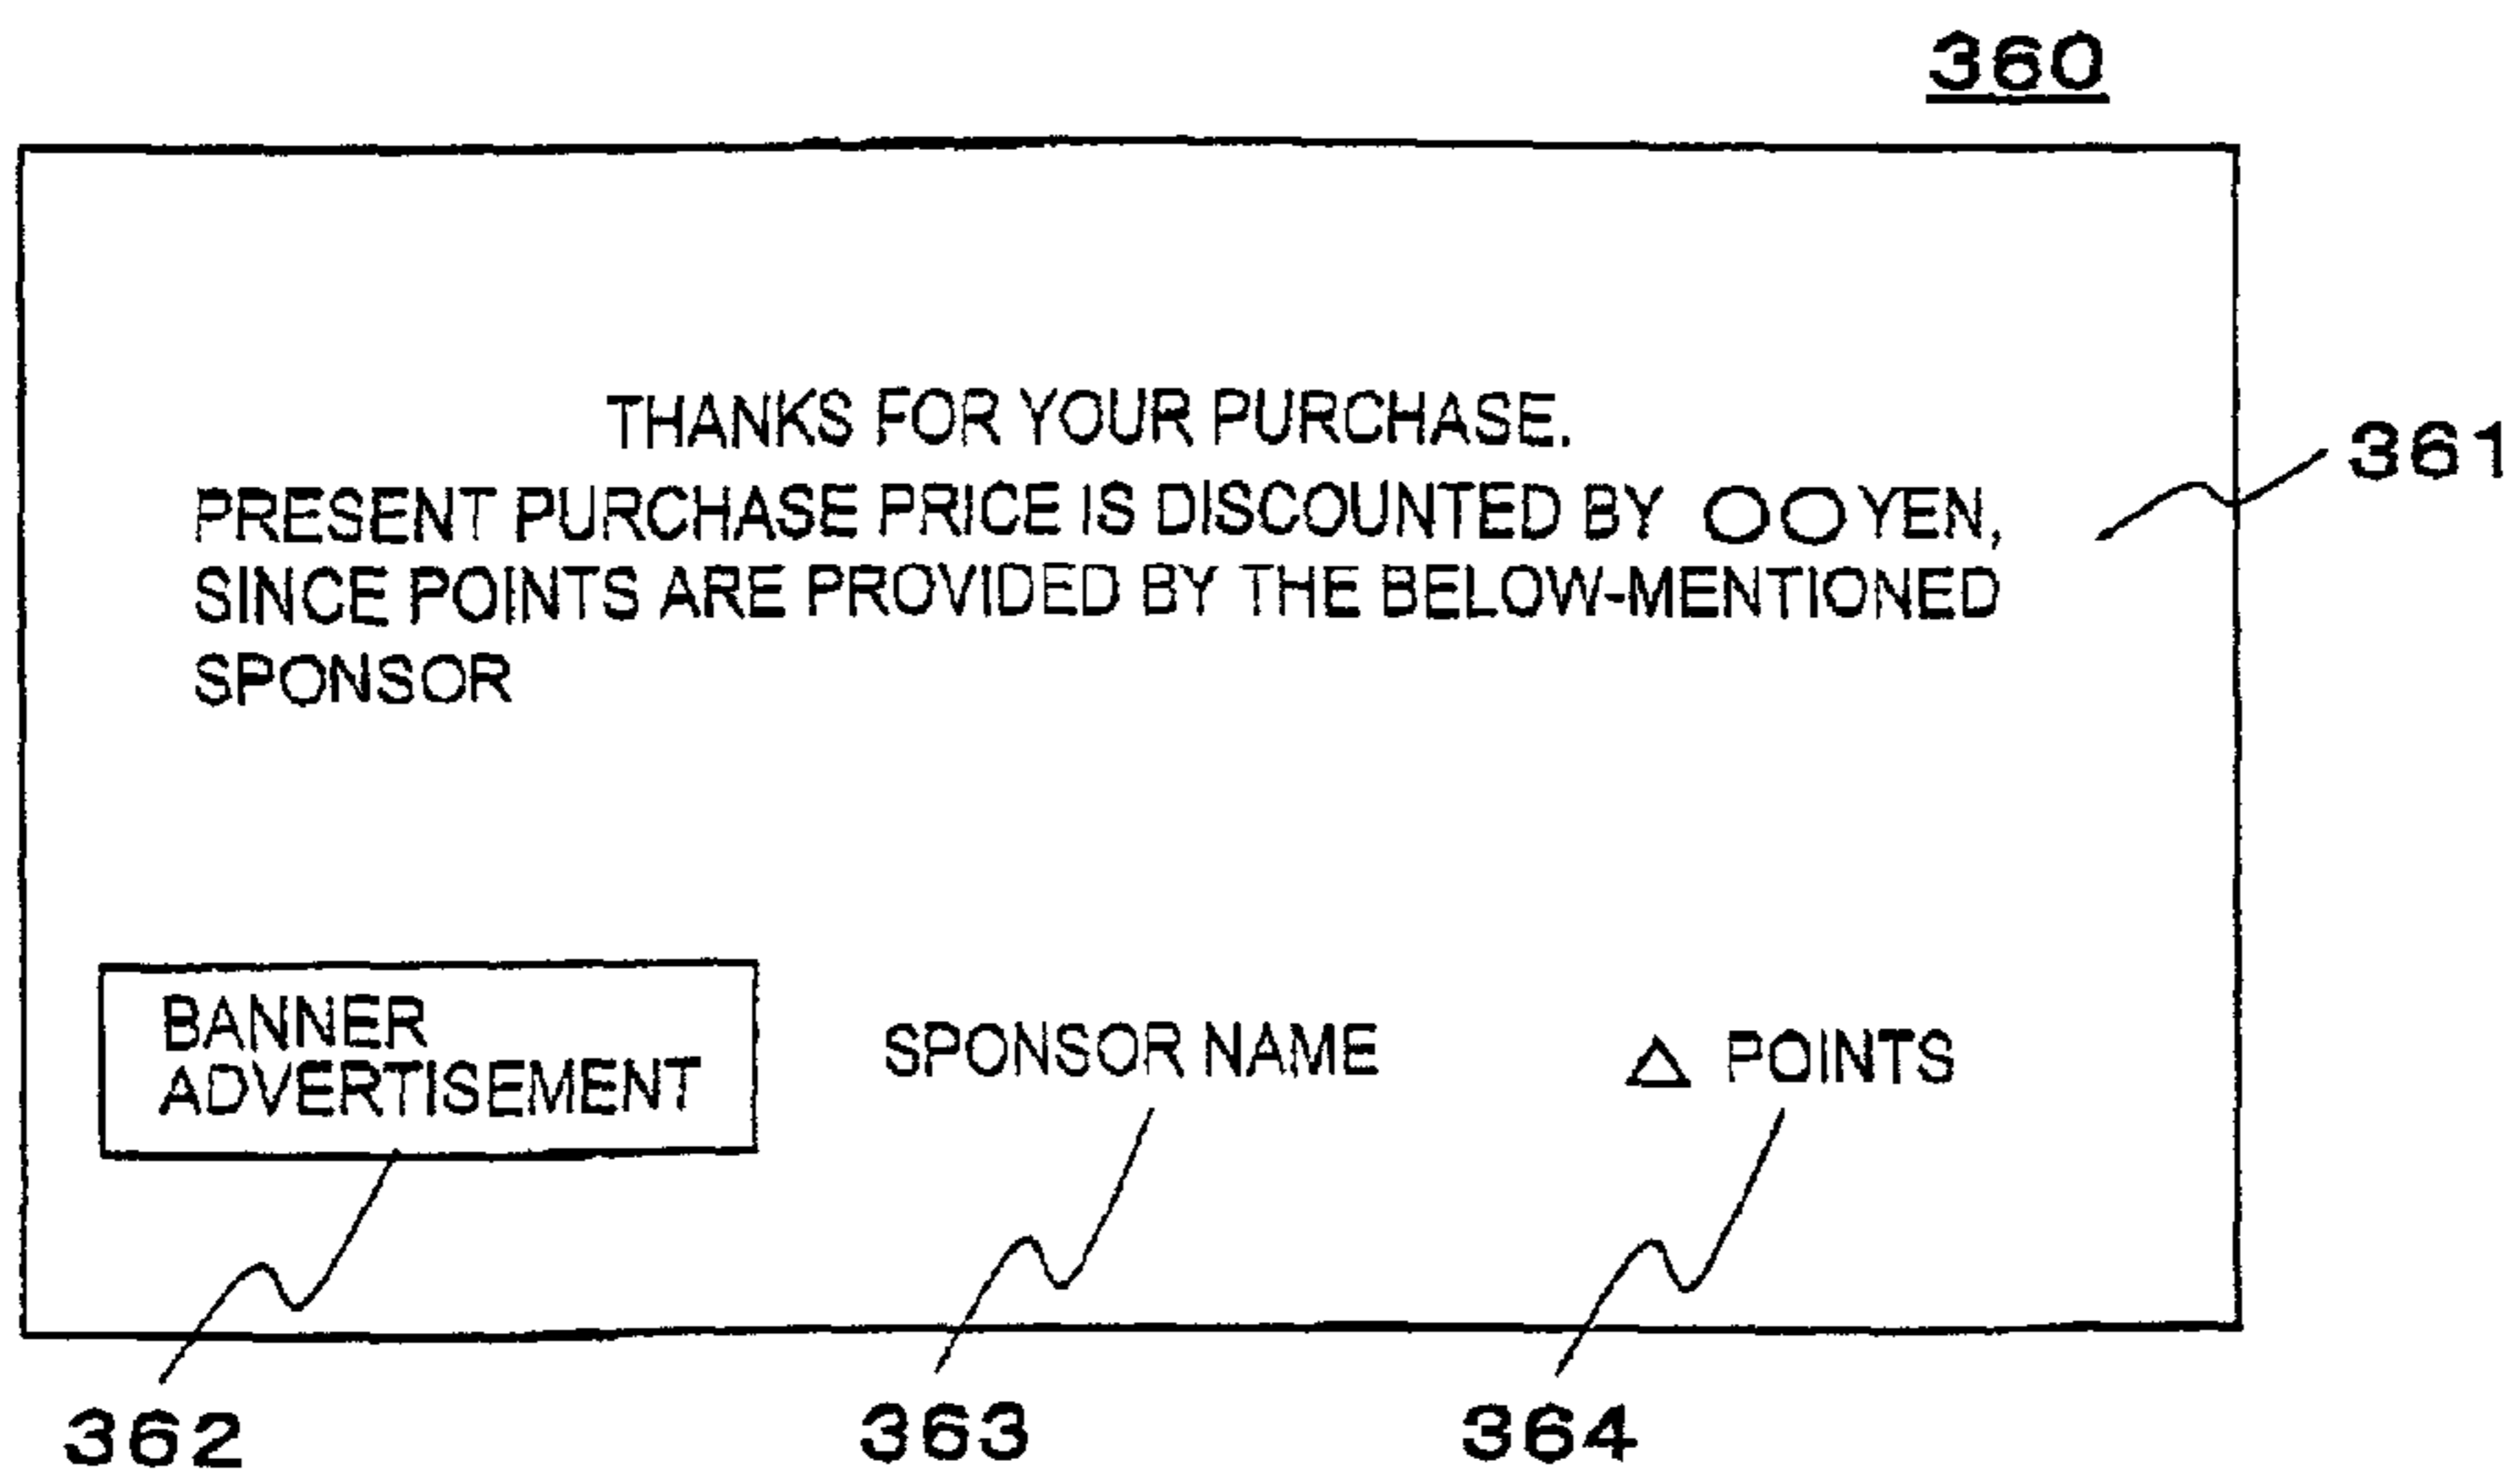 360
THANKS FOR YOUR PURCHASE.
PRESENT PURCHASE PRICE IS DISCOUNTED BY ○○YEN,
SINCE POINTS ARE PROVIDED BY THE BELOW-MENTIONED
SPONSOR
361
BANNER
ADVERTISEMENT
SPONSOR NAME
△ POINTS
362
363
364